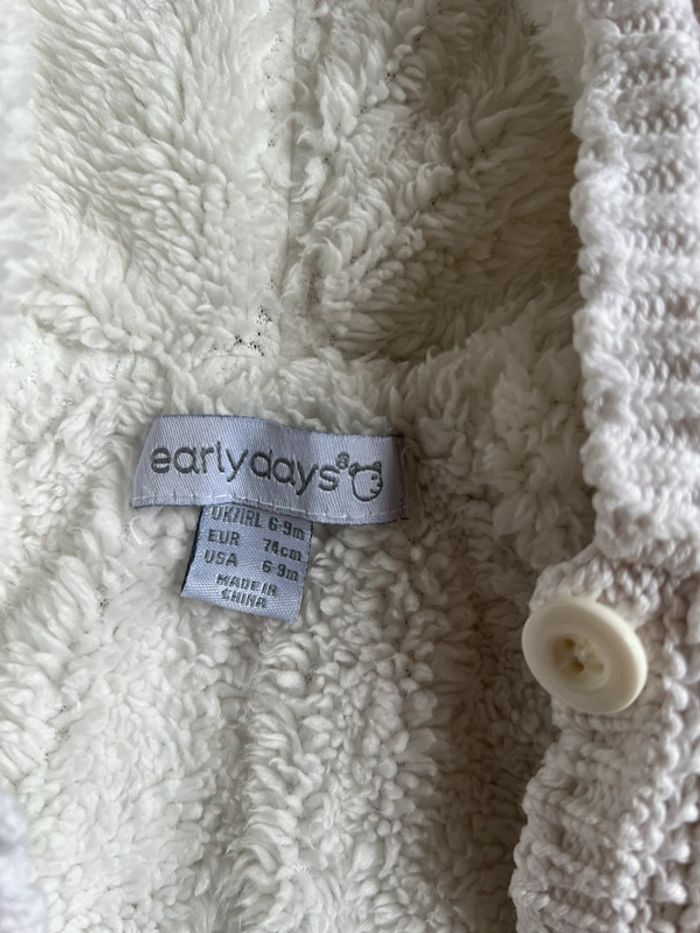 earlydays®
UK/IRL 6-9m
EUR 74cm
USA 6-9m
MADE IN
CHINA